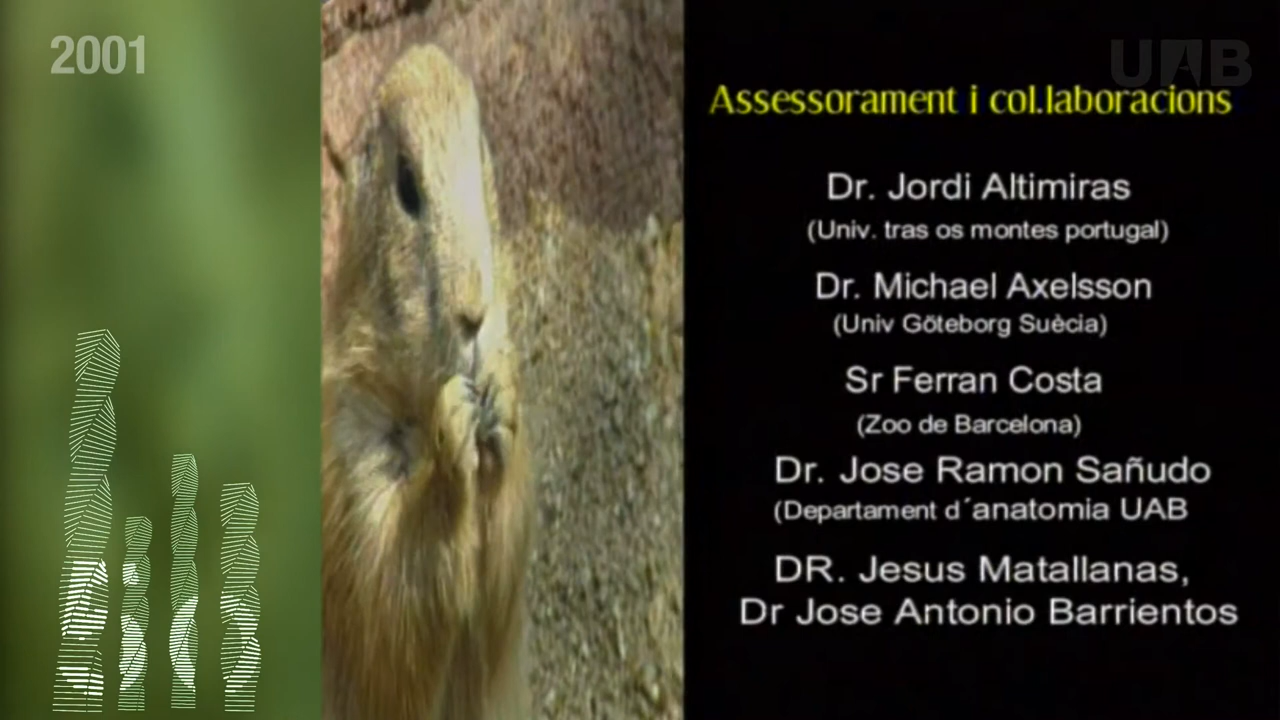 2001
UAB
Assessorament i col.laboracions
Dr. Jordi Altimiras
(Univ. tras os montes portugal)
Dr. Michael Axelsson
(Univ Göteborg Suècia)
Sr Ferran Costa
(Zoo de Barcelona)
Dr. Jose Ramon Sañudo
(Departament d´anatomia UAB
DR. Jesus Matallanas,
Dr Jose Antonio Barrientos